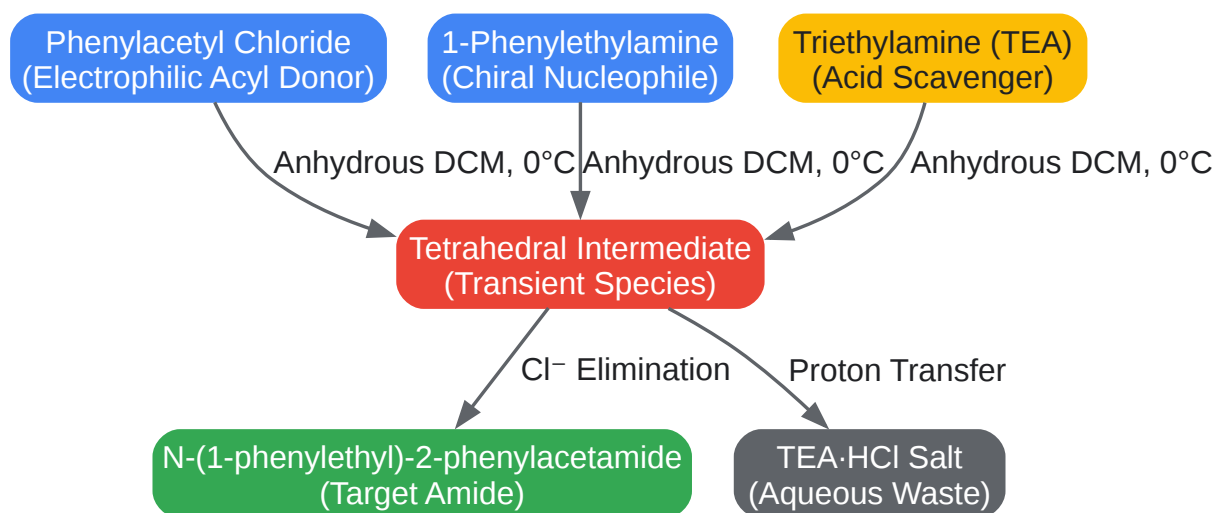 Phenylacetyl Chloride
(Electrophilic Acyl Donor)
1-Phenylethylamine
(Chiral Nucleophile)
Triethylamine (TEA)
(Acid Scavenger)
Anhydrous DCM, 0°C
Anhydrous DCM, 0°C
Anhydrous DCM, 0°C
Tetrahedral Intermediate
(Transient Species)
Cl⁻ Elimination
Proton Transfer
N-(1-phenylethyl)-2-phenylacetamide
(Target Amide)
TEA·HCl Salt
(Aqueous Waste)